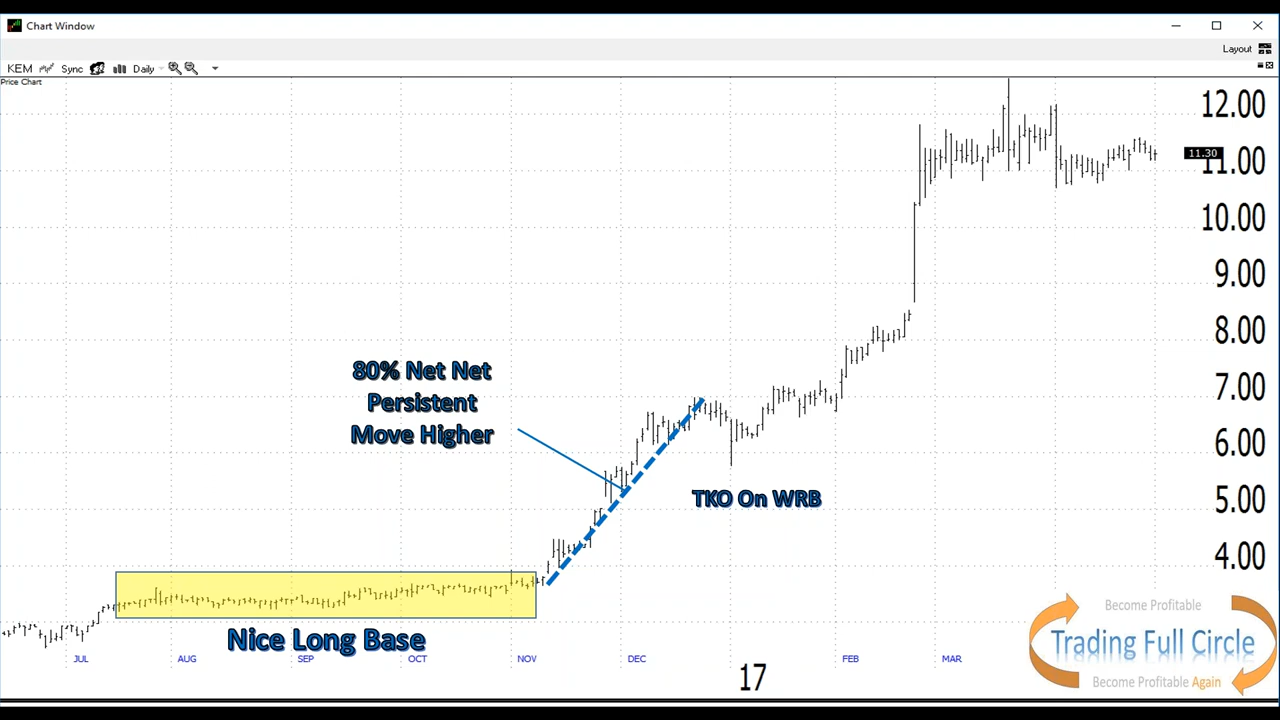 Chart Window
Layout
KEM
Sync
Daily
Price Chart
12.00
11.30
11.00
10.00
9.00
8.00
7.00
6.00
5.00
4.00
80% Net Net
Persistent
Move Higher
TKO On WRB
Nice Long Base
JUL AUG SEP OCT NOV DEC 17 FEB MAR
Become Profitable
Trading Full Circle
Become Profitable Again